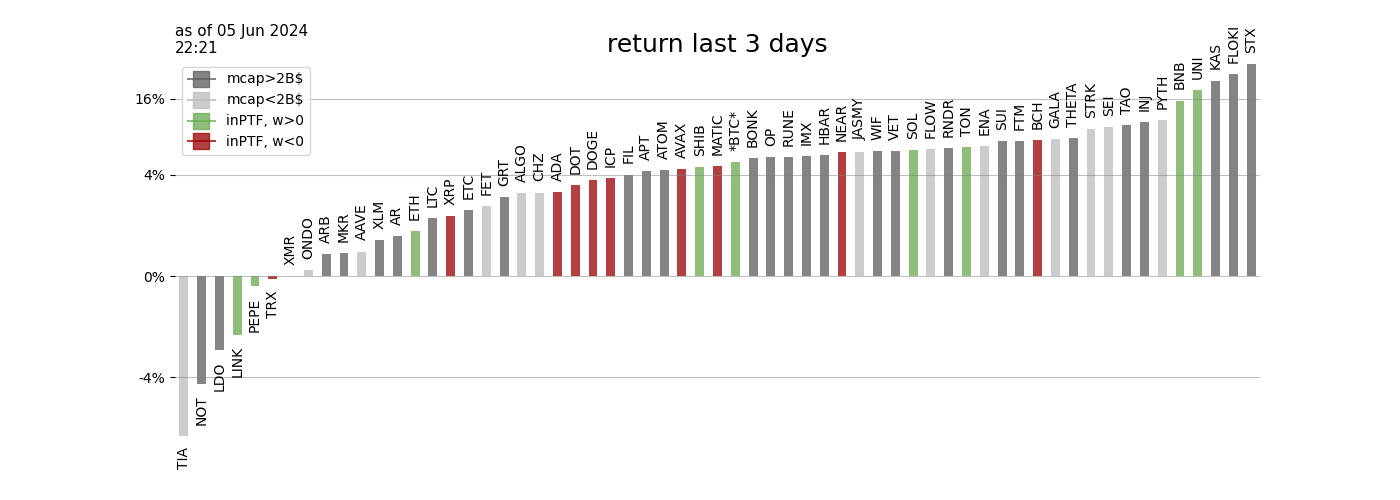 as of 05 Jun 2024
22:21
return last 3 days
mcap>2B$
mcap<2B$
inPTF, w>0
inPTF, w<0
16%
4%
0%
-4%
TIA
NOT
LDO
LINK
PEPE
TRX
XMR
ONDO
ARB
MKR
AAVE
XLM
AR
ETH
LTC
XRP
ETC
FET
GRT
ALGO
CHZ
ADA
DOT
DOGE
ICP
FIL
APT
ATOM
AVAX
SHIB
MATIC
*BTC*
BONK
OP
RUNE
IMX
HBAR
NEAR
JASMY
WIF
VET
SOL
FLOW
RNDR
TON
ENA
SUI
FTM
BCH
GALA
THETA
STRK
SEI
TAO
INJ
PYTH
BNB
UNI
KAS
FLOKI
STX